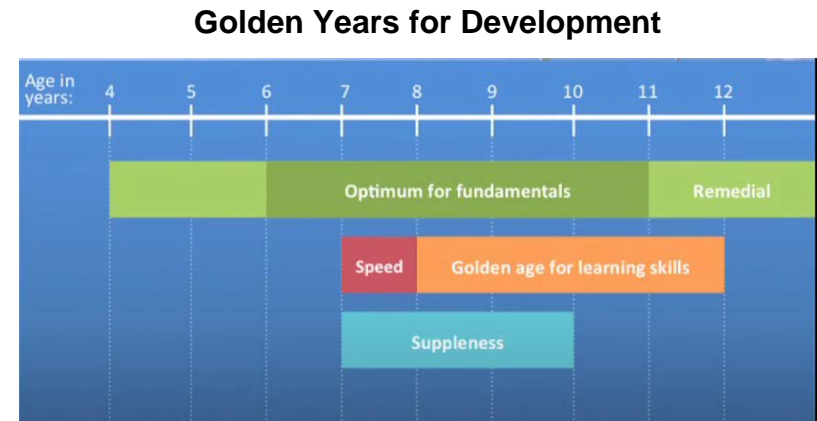 Golden Years for Development
Age in
years:
4 5 6 7 8 9 10 11 12
Optimum for fundamentals
Remedial
Speed
Golden age for learning skills
Suppleness